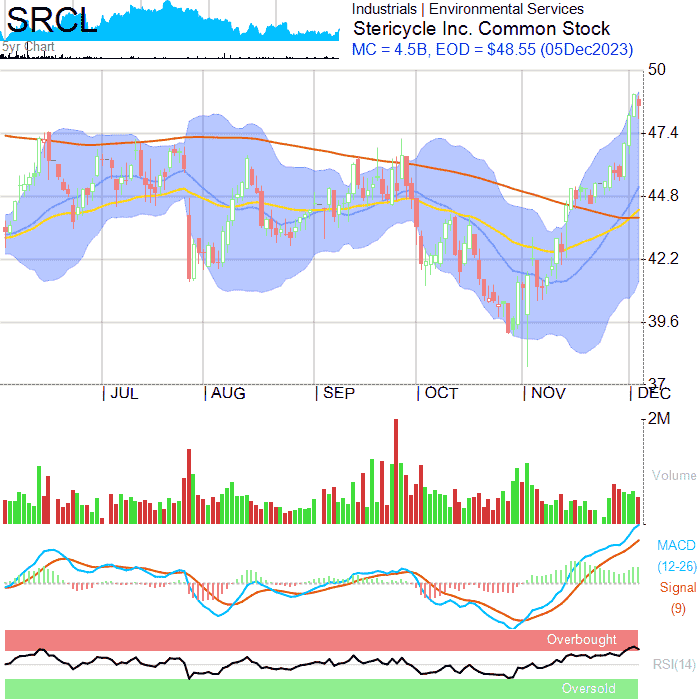 SRCL
5yr Chart
Industrials | Environmental Services
Stericycle Inc. Common Stock
MC = 4.5B, EOD = $48.55 (05Dec2023)
50
47.4
44.8
42.2
39.6
37
JUL
AUG
SEP
OCT
NOV
DEC
2M
Volume
MACD
(12-26)
Signal
(9)
Overbought
RSI(14)
Oversold